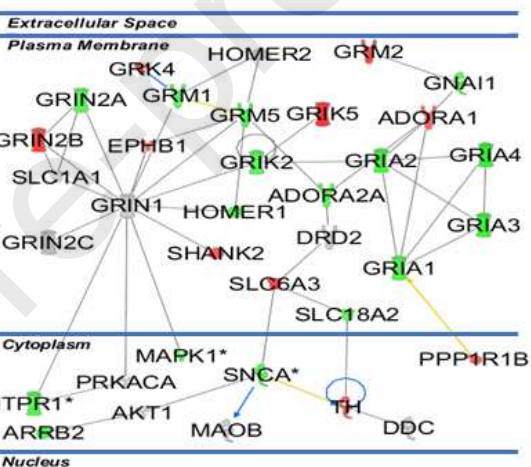 Extracellular Space
Plasma Membrane
HOMER2
GRM2
GRK4
GNAI1
GRIN2A
GRM1
GRM5
GRIK5
ADORA1
GRIN2B
EPHB1
GRIK2
GRIA2
GRIA4
SLC1A1
ADORA2A
GRIN1
HOMER1
GRIA3
GRIN2C
DRD2
SHANK2
GRIA1
SLC6A3
SLC18A2
Cytoplasm
MAPK1*
PPP1R1B
PRKACA
SNCA*
TPR1*
AKT1
TH
ARRB2
MAOB
DDC
Nucleus